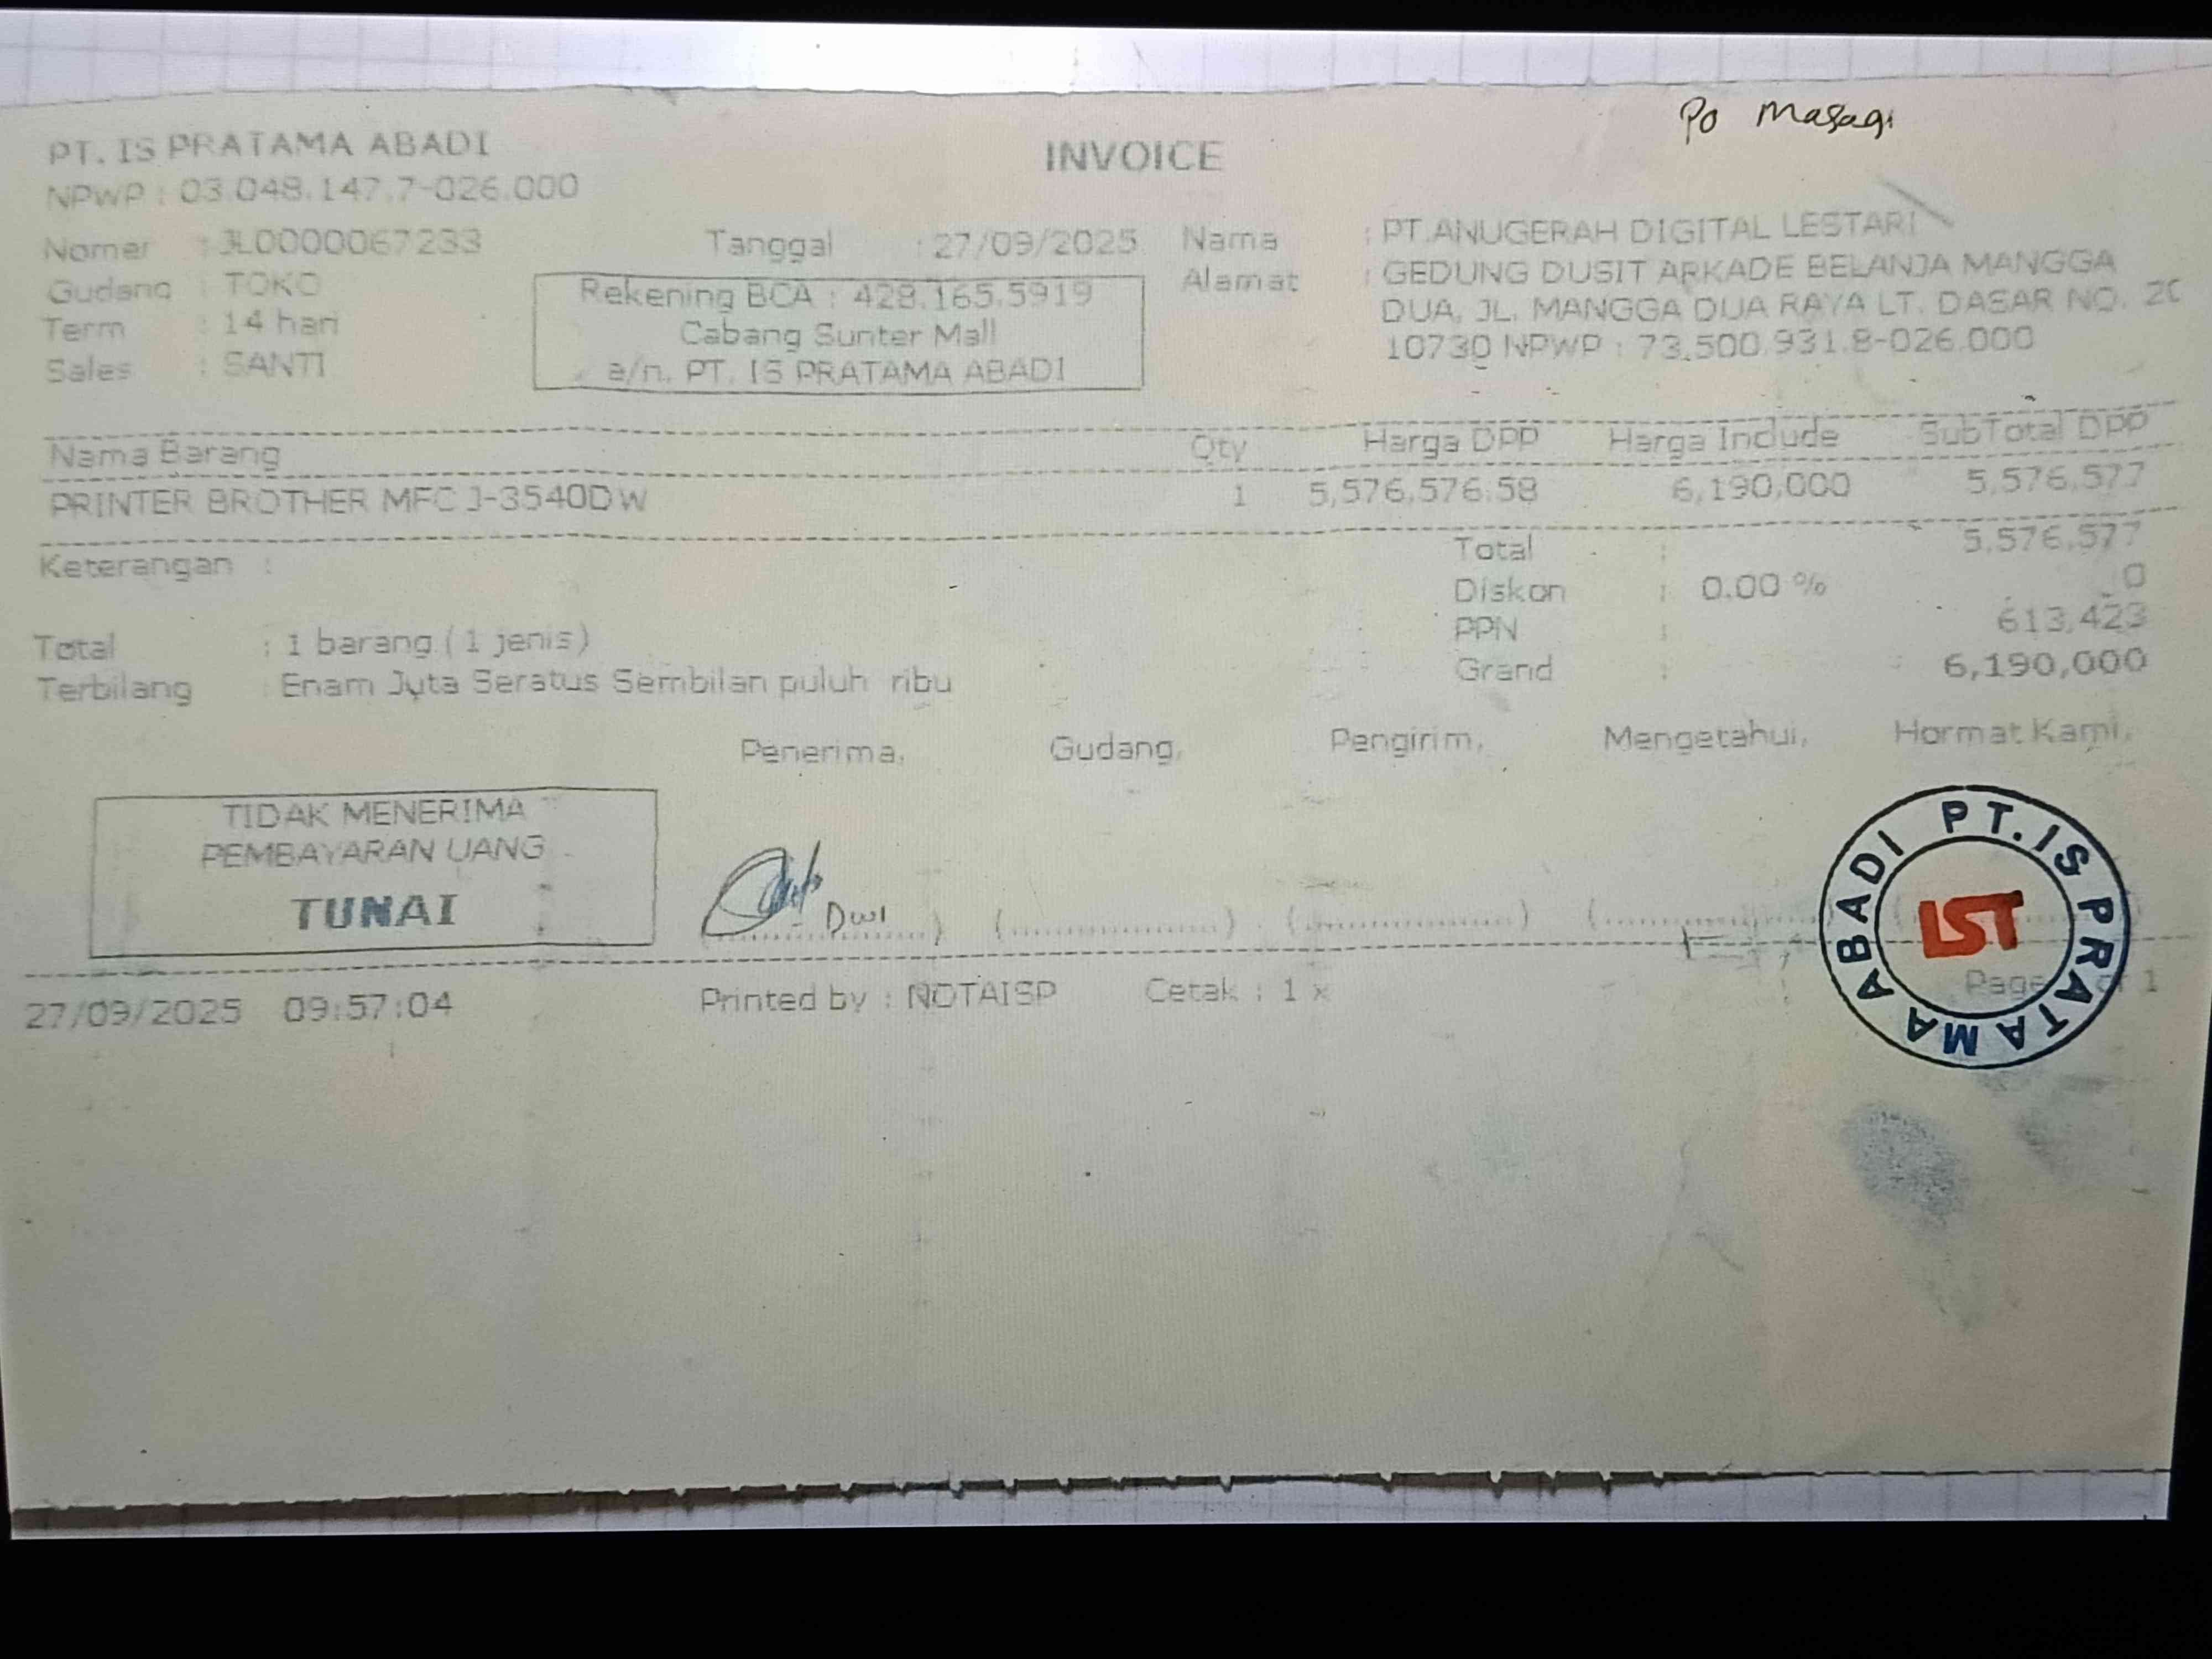 Po Masagi
PT. IS PRATAMA ABADI
INVOICE
NPWP : 03.048.147.7-026.000
Nomer : JL0000067233
Tanggal : 27/09/2025
Nama : PT.ANUGERAH DIGITAL LESTARI
Gudang : TOKO
Term : 14 hari
Sales : SANTI
Rekening BCA : 428.165.5919
Cabang Sunter Mall
a/n. PT. IS PRATAMA ABADI
Alamat : GEDUNG DUSIT ARKADE BELANJA MANGGA
DUA, JL. MANGGA DUA RAYA LT. DASAR NO.
10730 NPWP : 73.500.931.8-026.000
Nama Barang Qty Harga DPP Harga Include SubTotal DPP
PRINTER BROTHER MFC J-3540DW 1 5,576,576.58 6,190,000 5,576,577
Keterangan :
Total : 5,576,577
Diskon : 0.00 % 0
PPN : 613,423
Grand : 6,190,000
Total : 1 barang ( 1 jenis )
Terbilang : Enam Juta Seratus Sembilan puluh ribu
Penerima, Gudang, Pengirim, Mengetahui, Hormat Kami,
TIDAK MENERIMA
PEMBAYARAN UANG
TUNAI
Dwi
PT. IS PRATAMA ABADI
IST
27/09/2025 09:57:04 Printed by : NOTAISP Cetak : 1 x Page 1